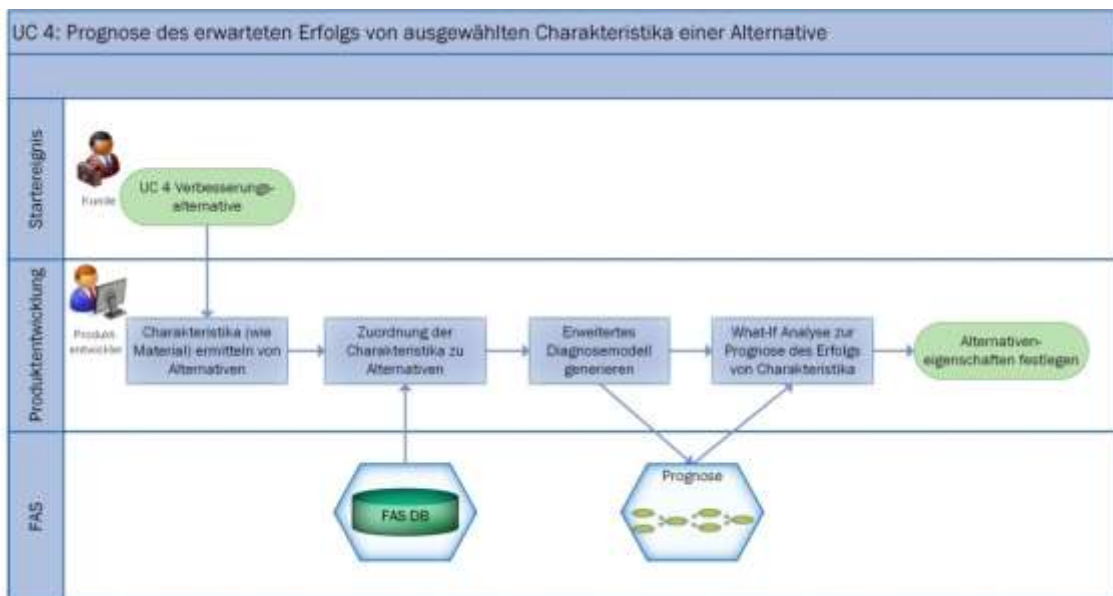 UC 4: Prognose des erwarteten Erfolgs von ausgewählten Charakteristika einer Alternative
Startereignis
Kunde
UC 4 Verbesserungs-
alternative
Produktentwicklung
Produkt-
entwickler
Charakteristika (wie
Material) ermitteln von
Alternativen
Zuordnung der
Charakteristika zu
Alternativen
Erweitertes
Diagnosemodell
generieren
What-If Analyse zur
Prognose des Erfolgs
von Charakteristika
Alternativen-
eigenschaften festlegen
FAS
FAS DB
Prognose